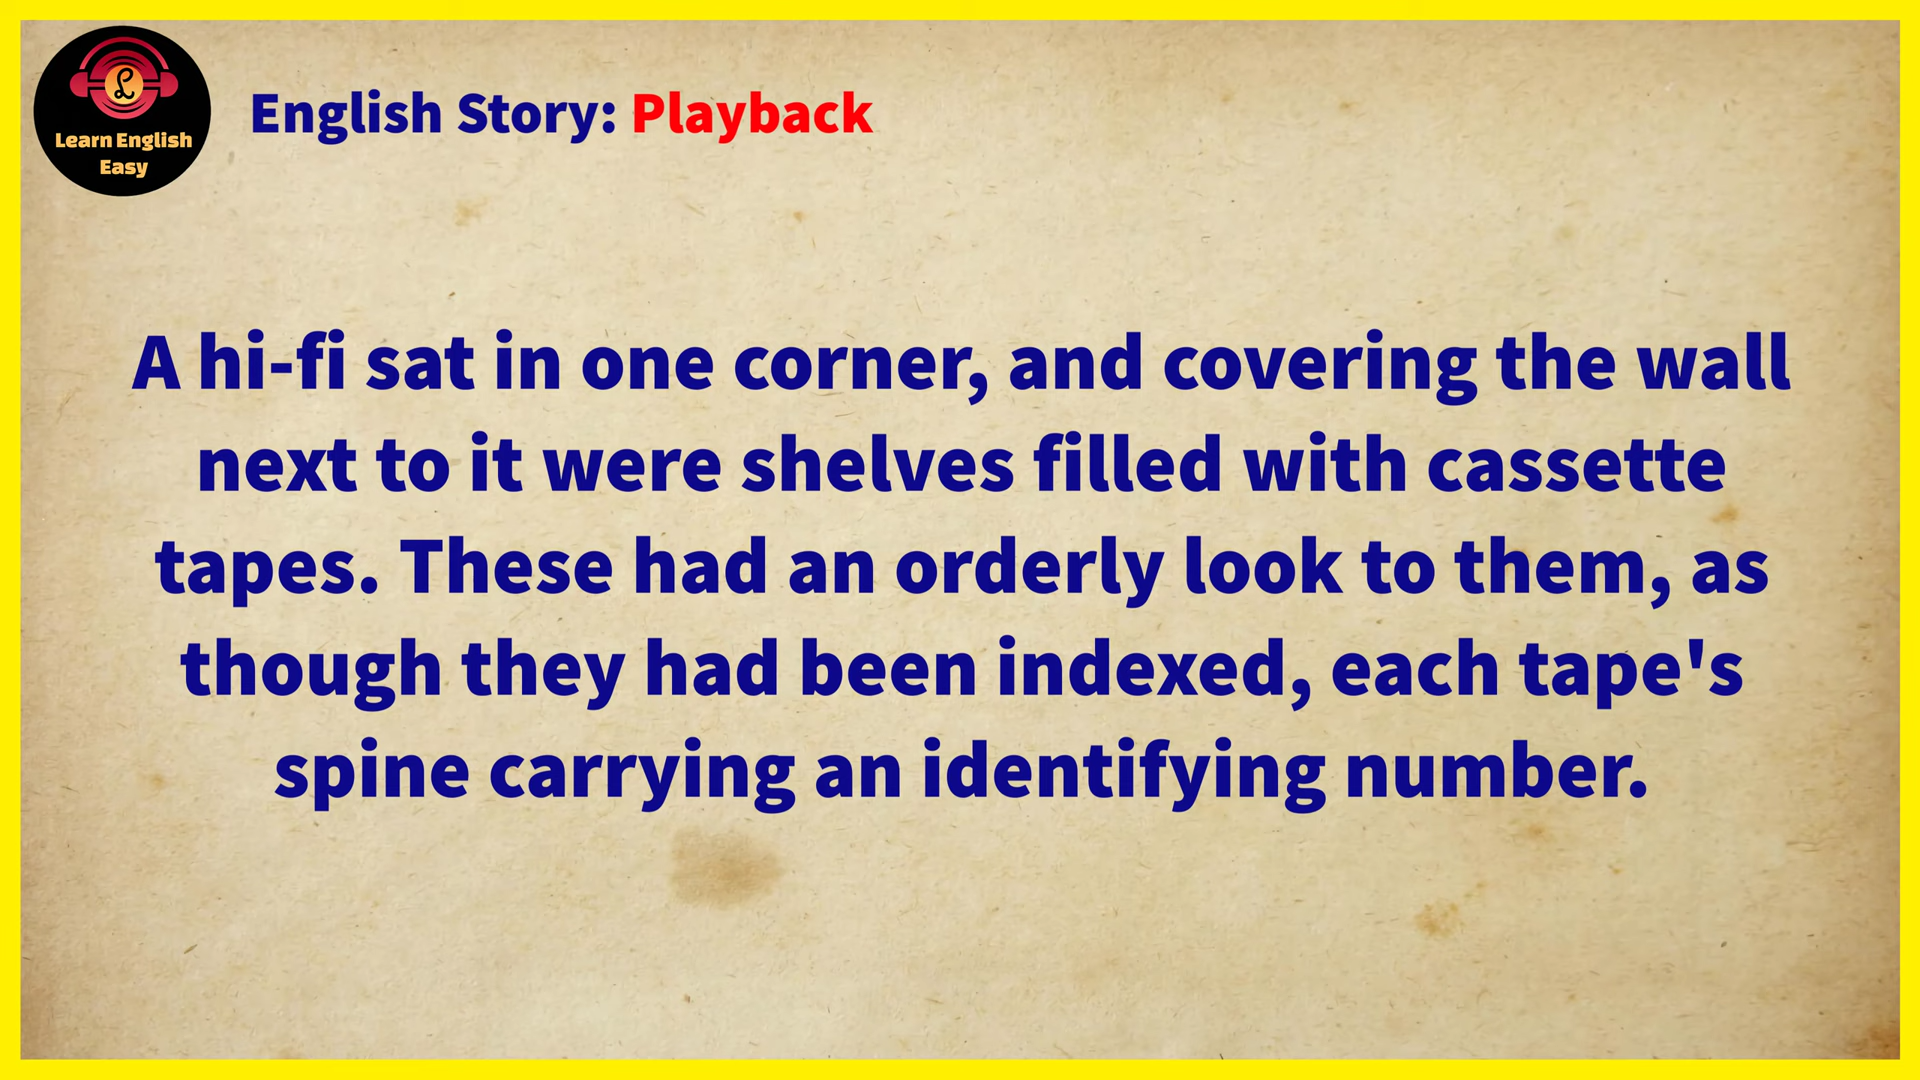 Learn English
Easy
English Story: Playback
A hi-fi sat in one corner, and covering the wall
next to it were shelves filled with cassette
tapes. These had an orderly look to them, as
though they had been indexed, each tape's
spine carrying an identifying number.